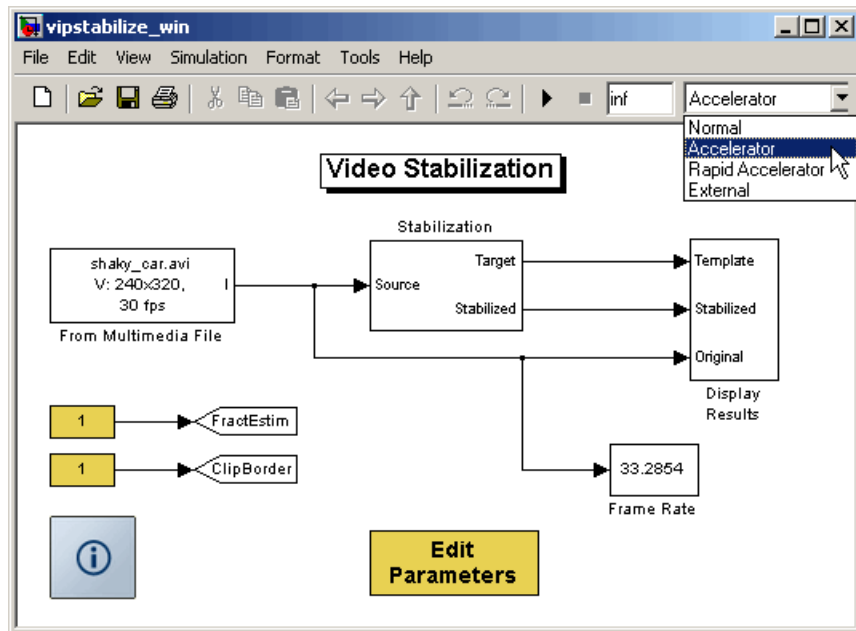 vipstabilize_win
File Edit View Simulation Format Tools Help
inf
Accelerator
Normal
Accelerator
Rapid Accelerator
External
Video Stabilization
Stabilization
shaky_car.avi
V: 240x320,
30 fps
I
From Multimedia File
Source
Target
Stabilized
Template
Stabilized
Original
Display
Results
1
FractEstim
1
ClipBorder
33.2854
Frame Rate
i
Edit
Parameters